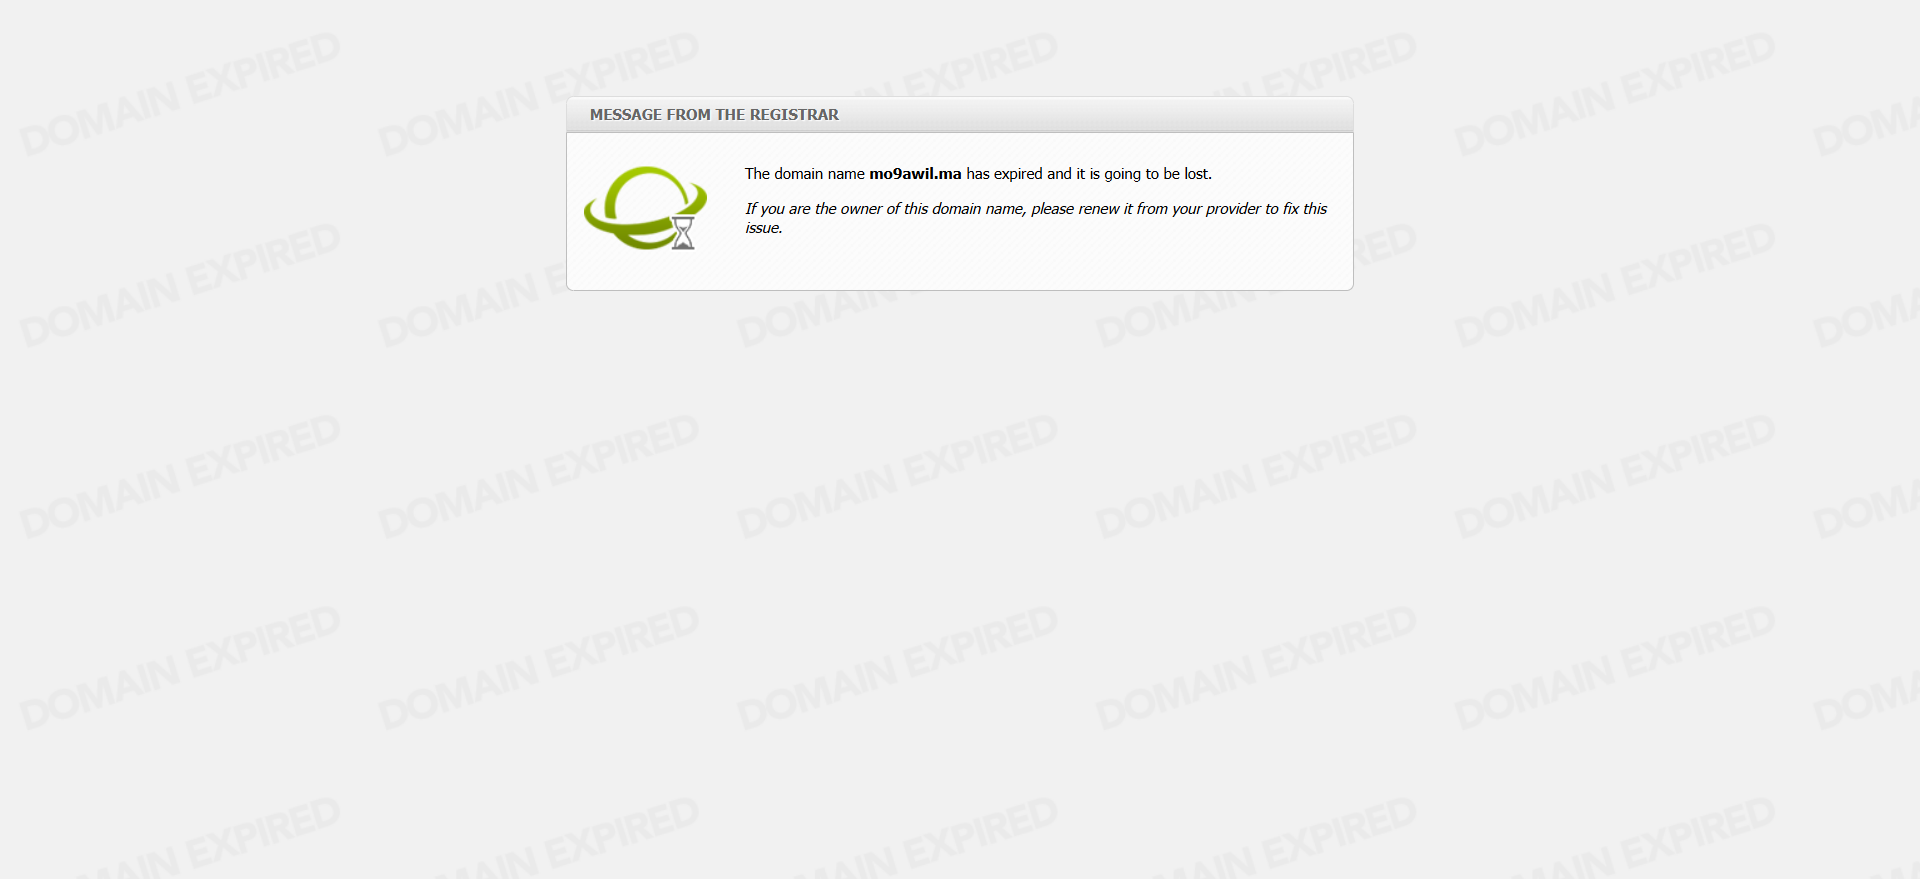 MESSAGE FROM THE REGISTRAR
The domain name mo9awil.ma has expired and it is going to be lost.
If you are the owner of this domain name, please renew it from your provider to fix this
issue.
DOMAIN EXPIRED